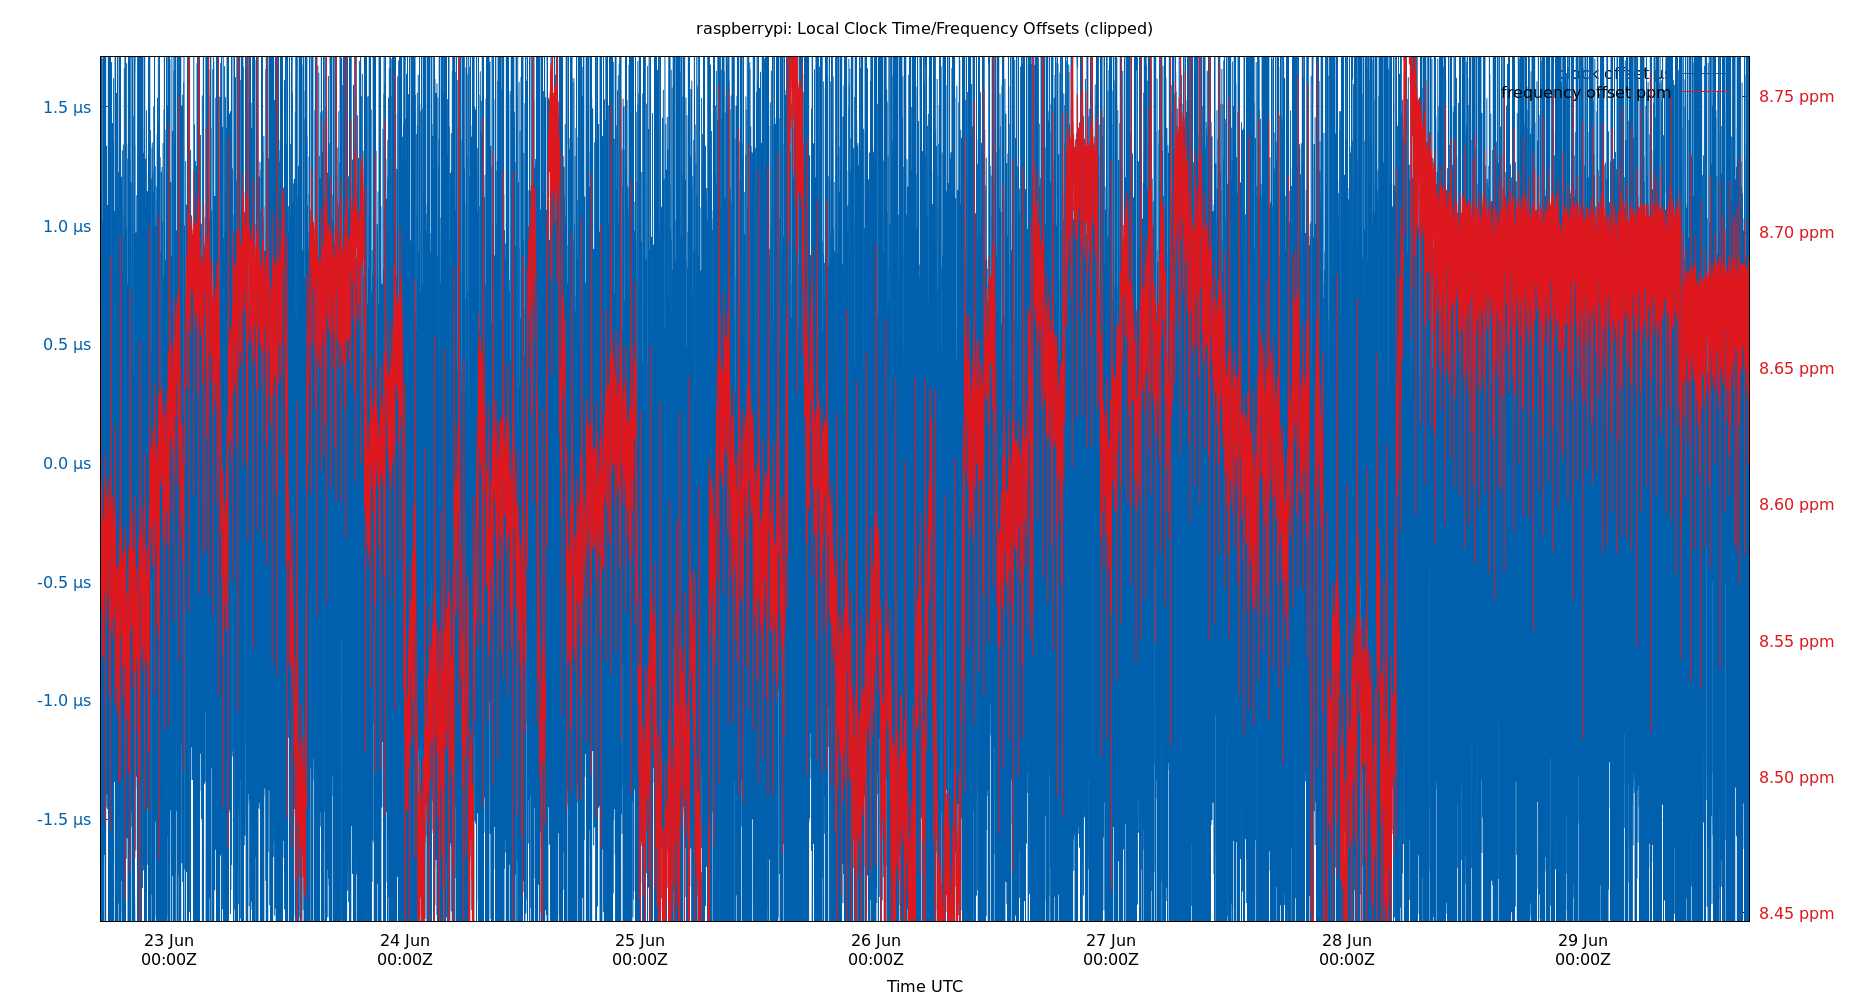 raspberrypi: Local Clock Time/Frequency Offsets (clipped)
clock offset µs
frequency offset ppm
1.5 µs
1.0 µs
0.5 µs
0.0 µs
-0.5 µs
-1.0 µs
-1.5 µs
8.75 ppm
8.70 ppm
8.65 ppm
8.60 ppm
8.55 ppm
8.50 ppm
8.45 ppm
23 Jun 24 Jun 25 Jun 26 Jun 27 Jun 28 Jun 29 Jun
00:00Z 00:00Z 00:00Z 00:00Z 00:00Z 00:00Z 00:00Z
Time UTC